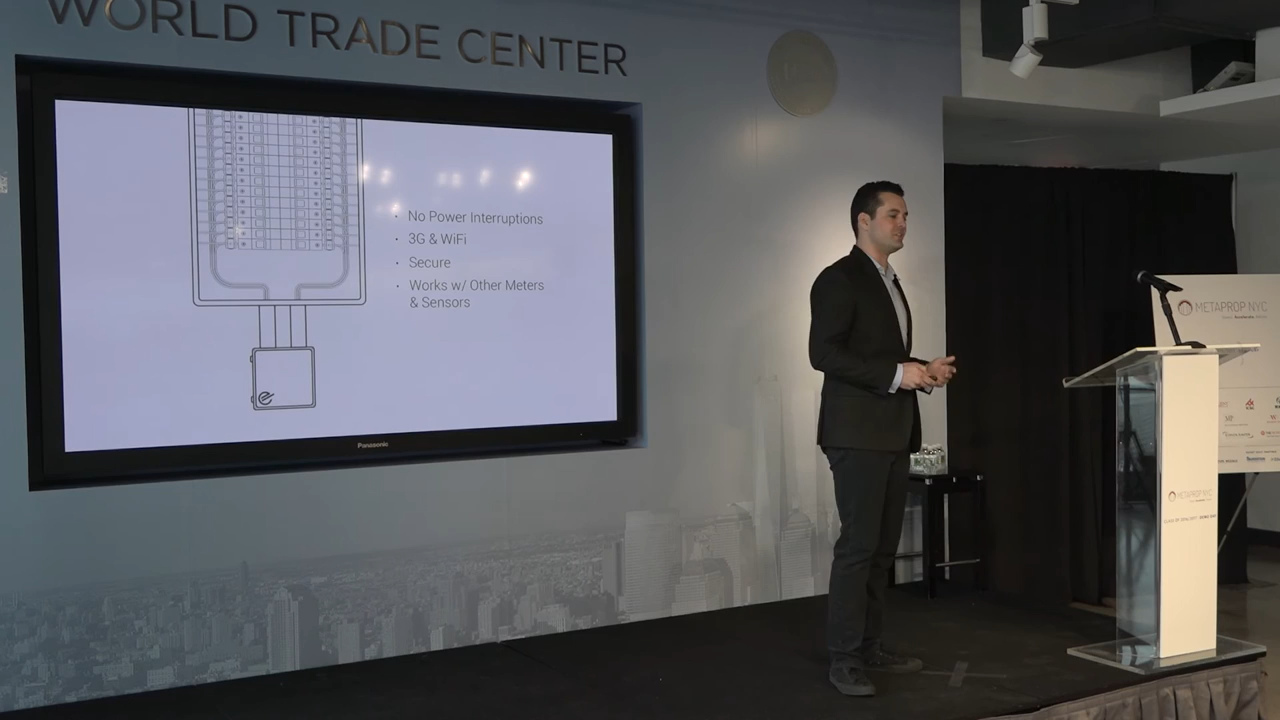 WORLD TRADE CENTER
· No Power Interruptions
· 3G & WiFi
· Secure
· Works w/ Other Meters
& Sensors
e
Panasonic
METAPROP NYC
METAPROP NYC